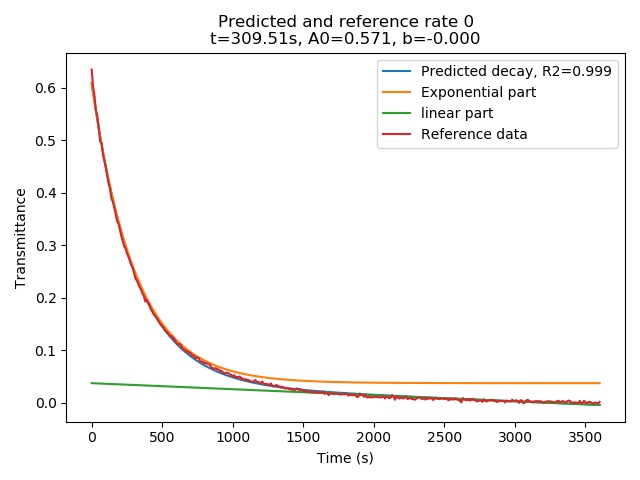 Predicted and reference rate 0
t=309.51s, A0=0.571, b=-0.000
Predicted decay, R2=0.999
Exponential part
linear part
Reference data
Transmittance
0.6
0.5
0.4
0.3
0.2
0.1
0.0
0 500 1000 1500 2000 2500 3000 3500
Time (s)